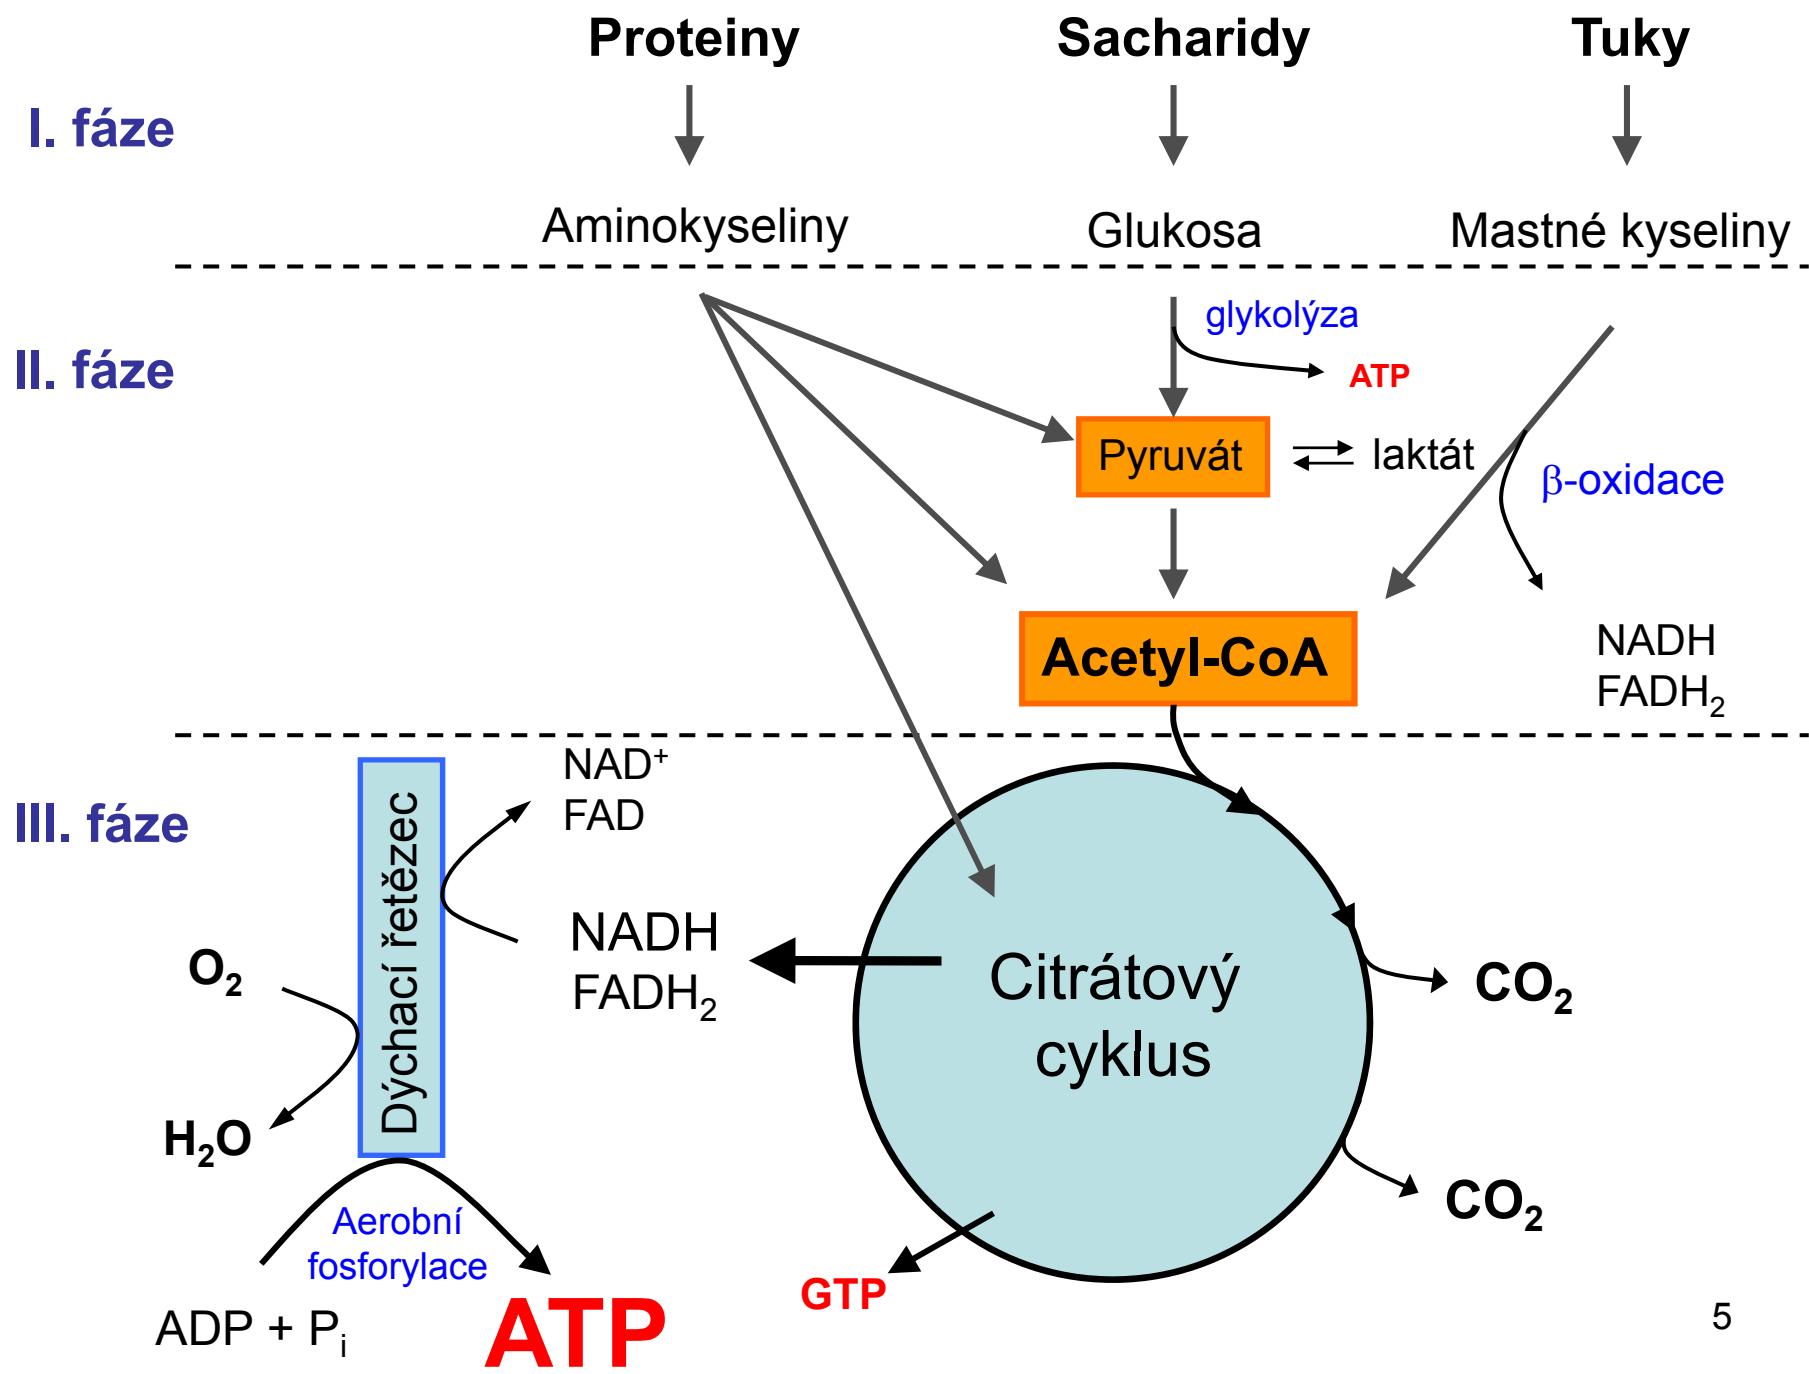 Proteiny Sacharidy Tuky
I. fáze
Aminokyseliny Glukosa Mastné kyseliny
glykolýza
II. fáze
ATP
Pyruvát
laktát
β-oxidace
Acetyl-CoA
NADH
FADH₂
III. fáze
Dýchací řetězec
NAD⁺
FAD
NADH
FADH₂
O₂
H₂O
Citrátový
cyklus
CO₂
CO₂
Aerobní
fosforylace
ADP + Pᵢ
ATP
GTP
5